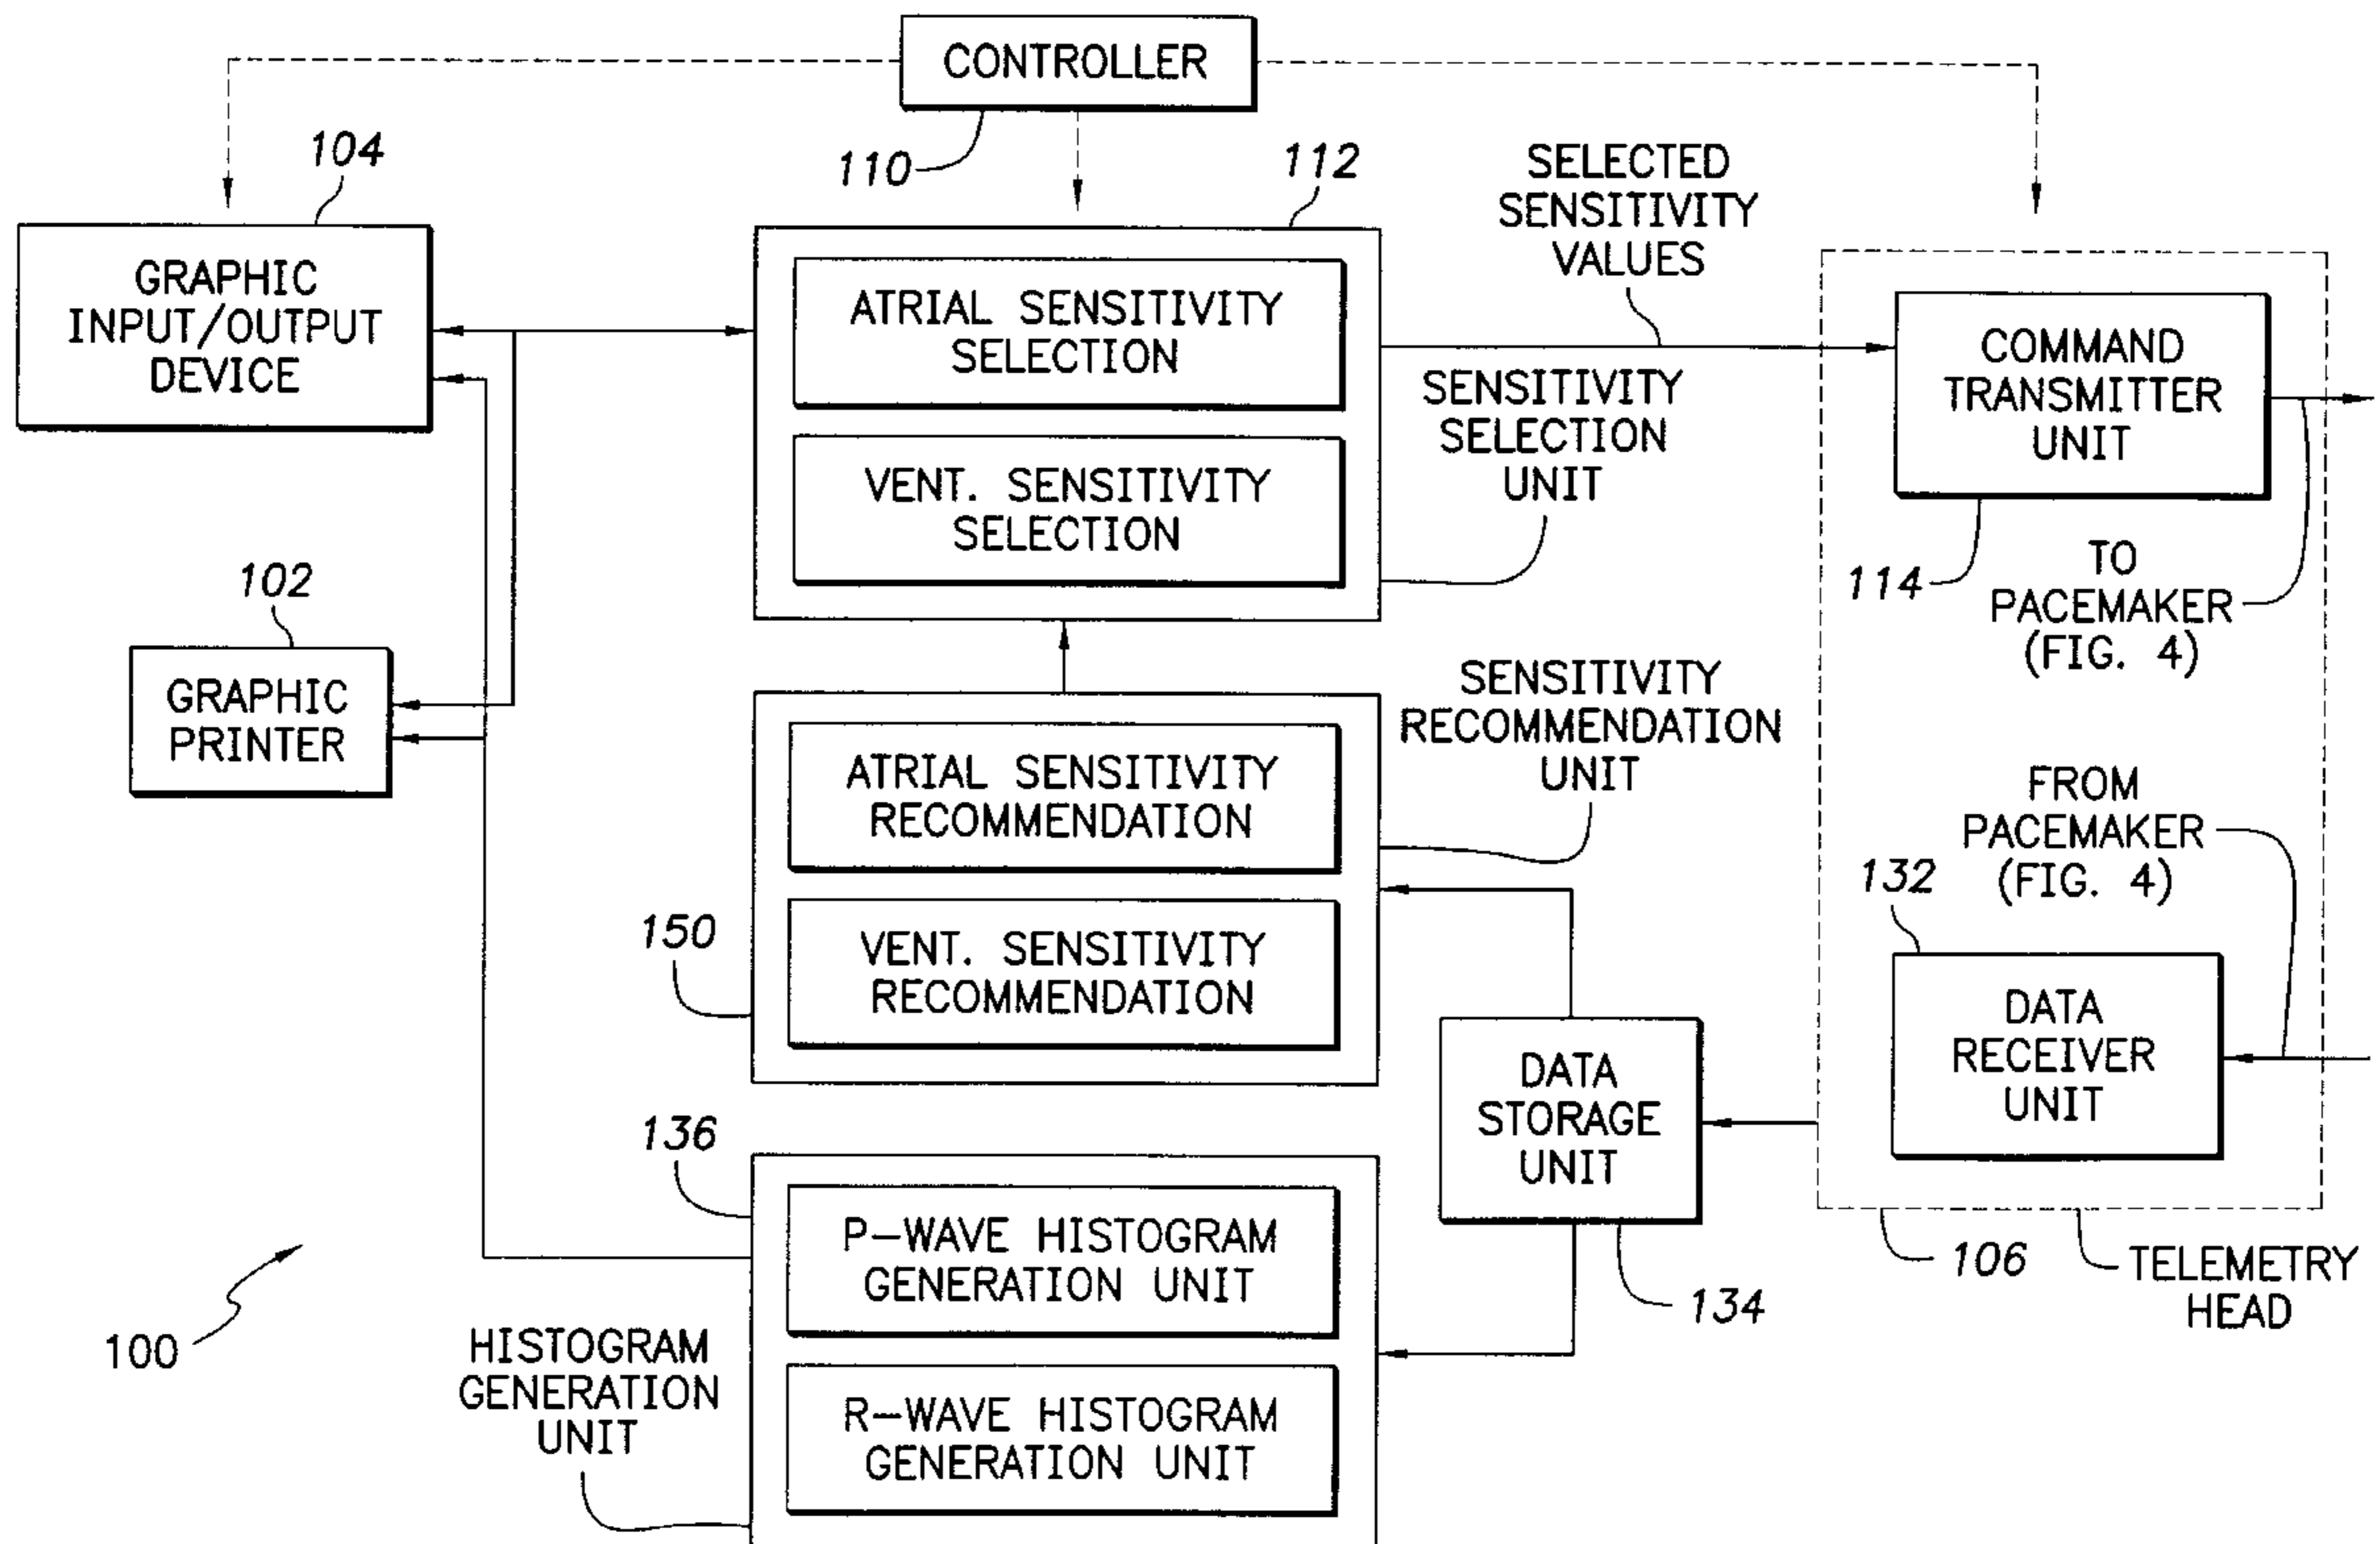 CONTROLLER
110
104
112
SELECTED
SENSITIVITY
VALUES
GRAPHIC
INPUT/OUTPUT
DEVICE
ATRIAL SENSITIVITY
SELECTION
VENT. SENSITIVITY
SELECTION
SENSITIVITY
SELECTION
UNIT
COMMAND
TRANSMITTER
UNIT
114
TO
PACEMAKER
(FIG. 4)
102
GRAPHIC
PRINTER
SENSITIVITY
RECOMMENDATION
UNIT
ATRIAL SENSITIVITY
RECOMMENDATION
VENT. SENSITIVITY
RECOMMENDATION
150
FROM
PACEMAKER
(FIG. 4)
132
DATA
RECEIVER
UNIT
DATA
STORAGE
UNIT
134
136
P-WAVE HISTOGRAM
GENERATION UNIT
R-WAVE HISTOGRAM
GENERATION UNIT
106
TELEMETRY
HEAD
100
HISTOGRAM
GENERATION
UNIT